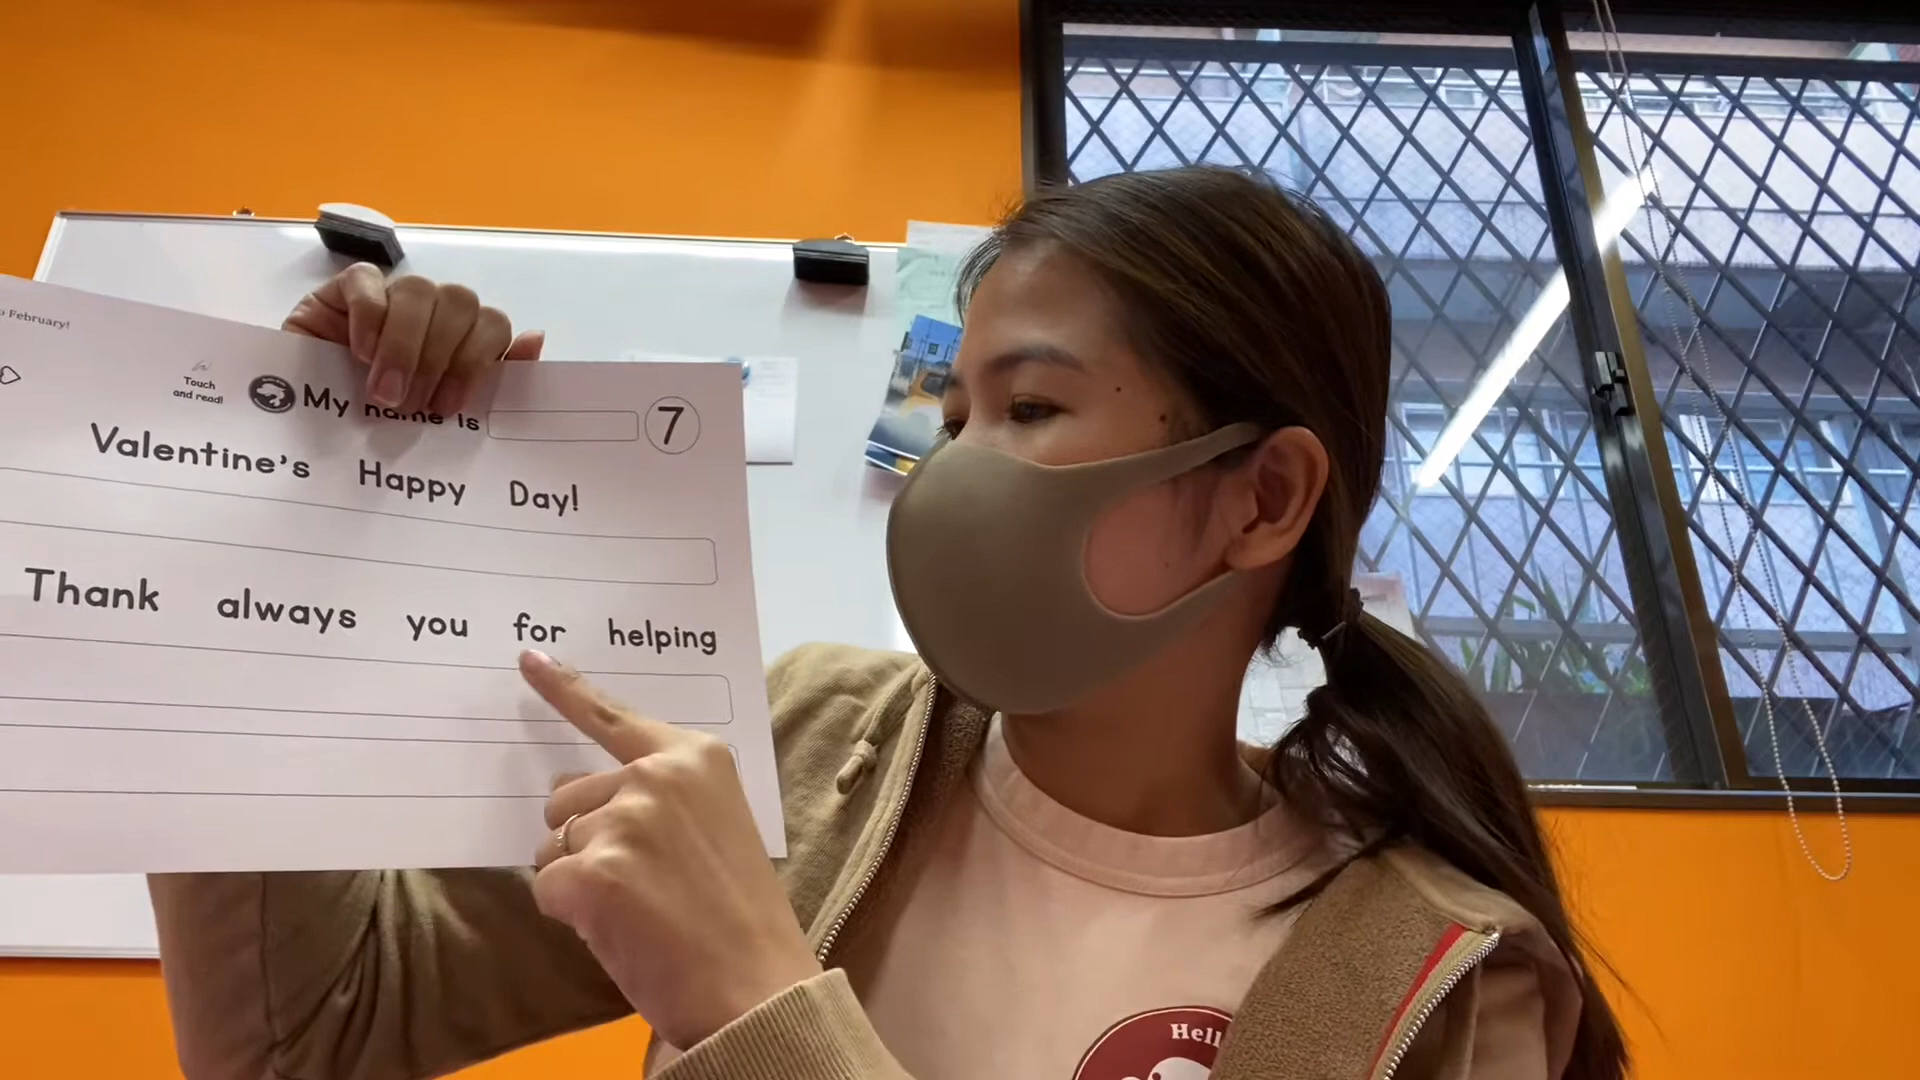 February!
Touch
and read!
My name is
7
Valentine's Happy Day!
Thank always you for helping
Hell